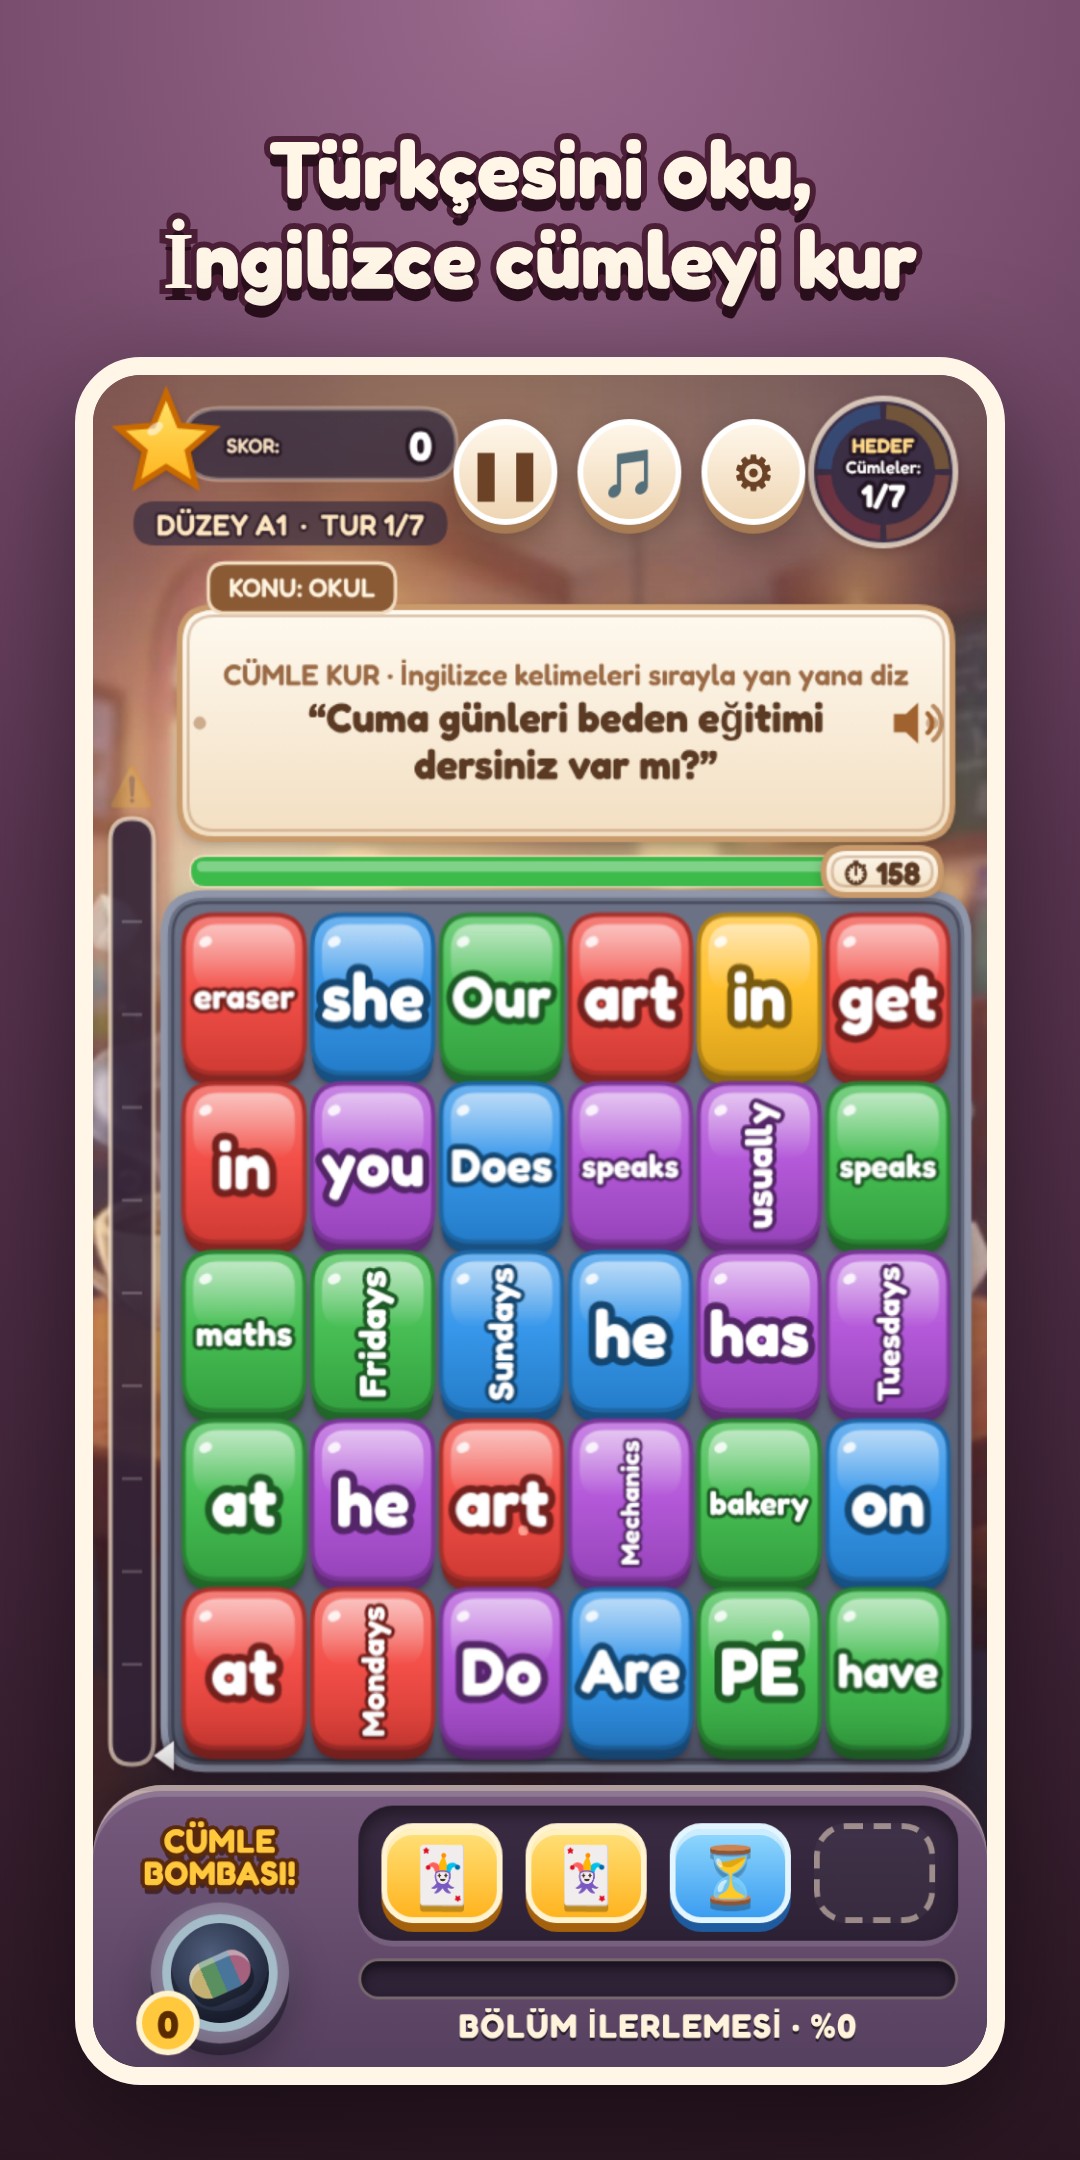 Türkçesini oku,
İngilizce cümleyi kur
SKOR: 0
DÜZEY A1 · TUR 1/7
HEDEF
Cümleler:
1/7
KONU: OKUL
CÜMLE KUR · İngilizce kelimeleri sırayla yan yana diz
“Cuma günleri beden eğitimi
dersiniz var mı?”
158
eraser she Our art in get
in you Does speaks usually speaks
maths Fridays Sundays he has Tuesdays
at he art Mechanics bakery on
at Mondays Do Are PE have
CÜMLE
BOMBASI!
0
BÖLÜM İLERLEMESİ · %0